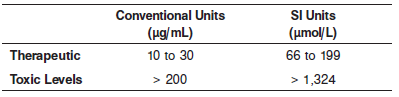 Conventional Units SI Units
(µg/mL) (µmol/L)
Therapeutic 10 to 30 66 to 199
Toxic Levels > 200 > 1,324